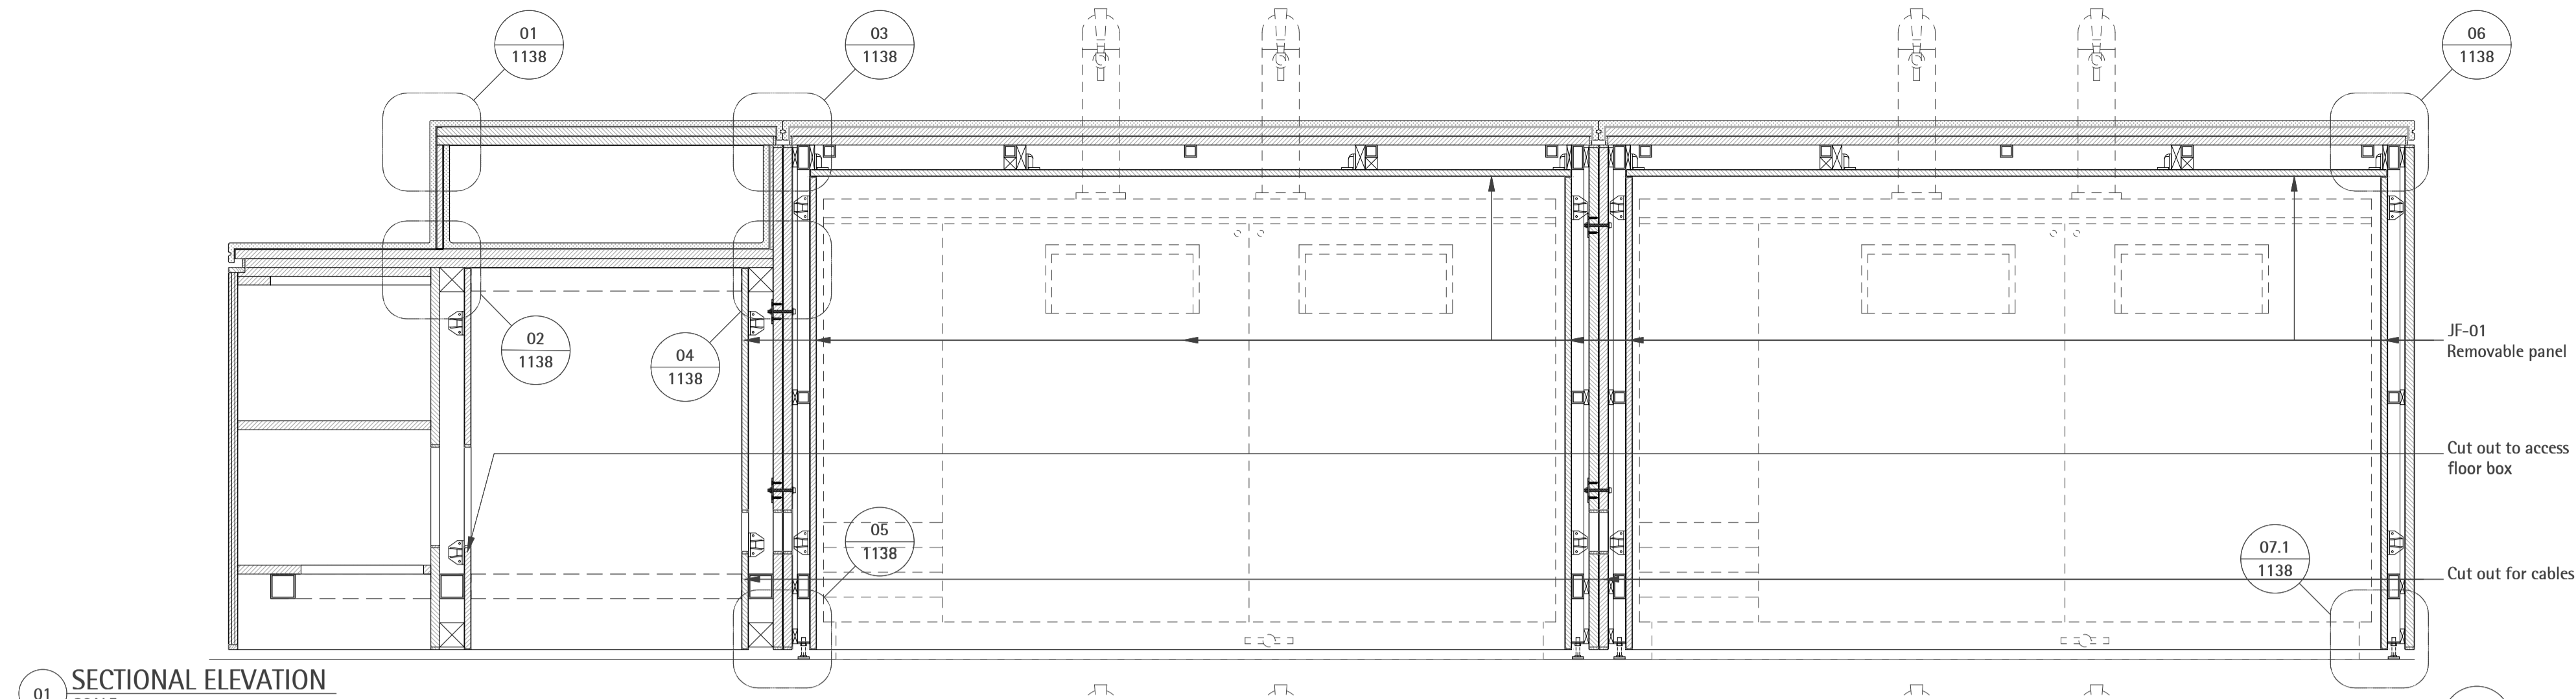 01
1138
03
1138
06
1138
02
1138
04
1138
JF-01
Removable panel
Cut out to access
floor box
05
1138
07.1
1138
Cut out for cables
01
SECTIONAL ELEVATION